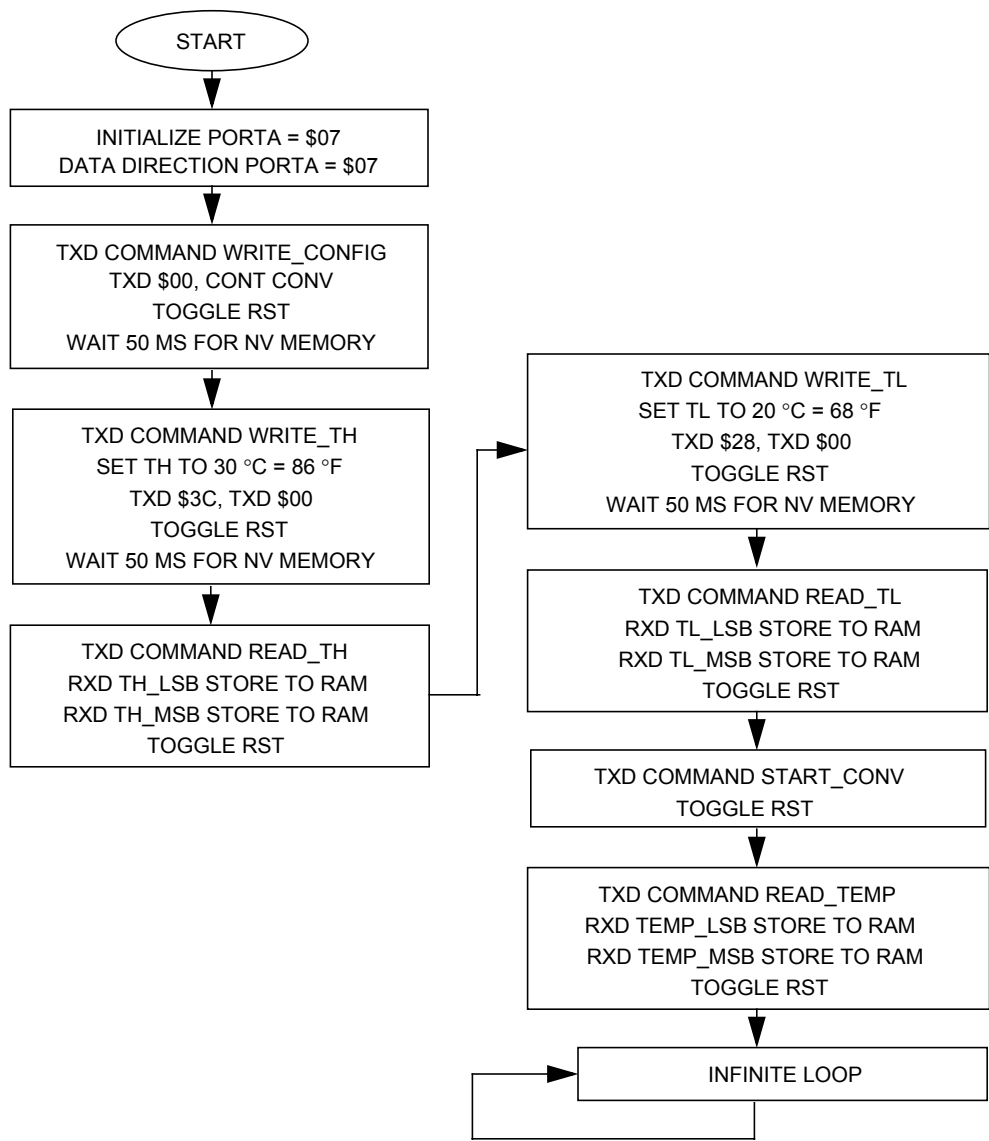 START
INITIALIZE PORTA = $07
DATA DIRECTION PORTA = $07
TXD COMMAND WRITE_CONFIG
TXD $00, CONT CONV
TOGGLE RST
WAIT 50 MS FOR NV MEMORY
TXD COMMAND WRITE_TH
SET TH TO 30 °C = 86 °F
TXD $3C, TXD $00
TOGGLE RST
WAIT 50 MS FOR NV MEMORY
TXD COMMAND READ_TH
RXD TH_LSB STORE TO RAM
RXD TH_MSB STORE TO RAM
TOGGLE RST
TXD COMMAND WRITE_TL
SET TL TO 20 °C = 68 °F
TXD $28, TXD $00
TOGGLE RST
WAIT 50 MS FOR NV MEMORY
TXD COMMAND READ_TL
RXD TL_LSB STORE TO RAM
RXD TL_MSB STORE TO RAM
TOGGLE RST
TXD COMMAND START_CONV
TOGGLE RST
TXD COMMAND READ_TEMP
RXD TEMP_LSB STORE TO RAM
RXD TEMP_MSB STORE TO RAM
TOGGLE RST
INFINITE LOOP